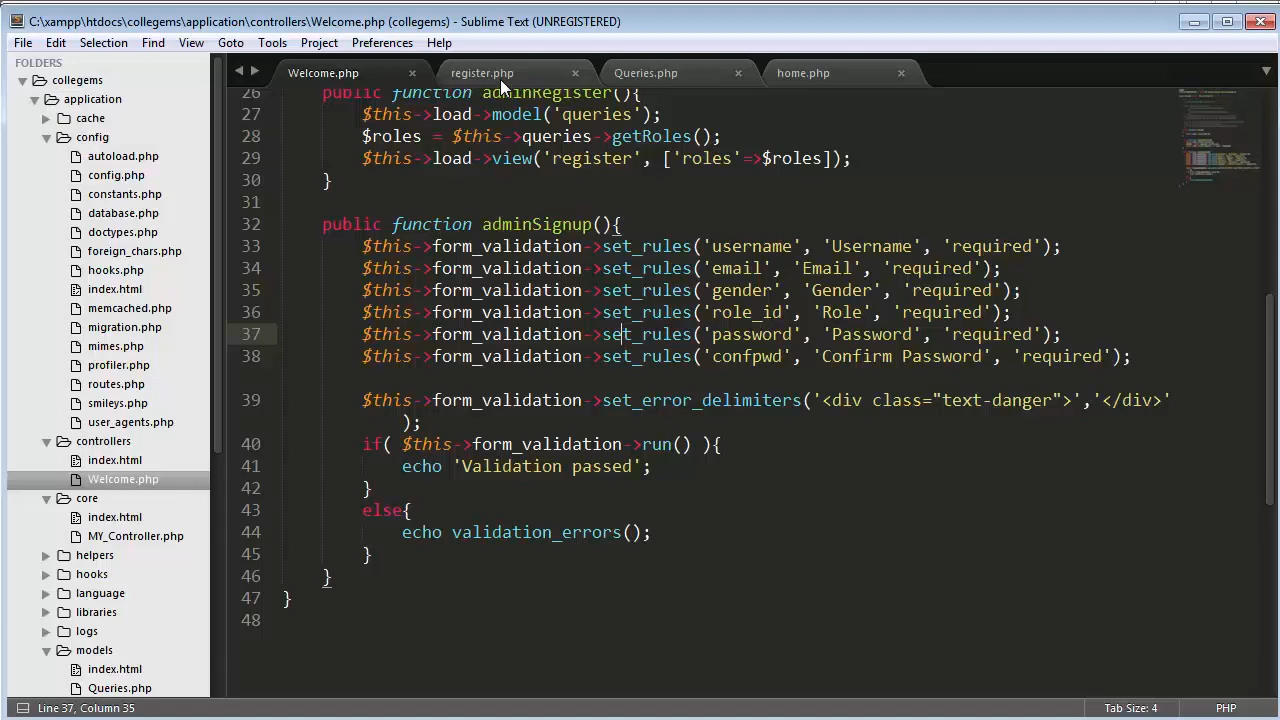 C:\xampp\htdocs\collegems\application\controllers\Welcome.php (collegems) - Sublime Text (UNREGISTERED)
File Edit Selection Find View Goto Tools Project Preferences Help
FOLDERS
collegems
application
cache
config
autoload.php
config.php
constants.php
database.php
doctypes.php
foreign_chars.php
hooks.php
index.html
memcached.php
migration.php
mimes.php
profiler.php
routes.php
smileys.php
user_agents.php
controllers
index.html
Welcome.php
core
index.html
MY_Controller.php
helpers
hooks
language
libraries
logs
models
index.html
Queries.php
Welcome.php register.php Queries.php home.php
26 public function adminRegister(){
27 $this->load->model('queries');
28 $roles = $this->queries->getRoles();
29 $this->load->view('register', ['roles'=>$roles]);
30 }
31
32 public function adminSignup(){
33 $this->form_validation->set_rules('username', 'Username', 'required');
34 $this->form_validation->set_rules('email', 'Email', 'required');
35 $this->form_validation->set_rules('gender', 'Gender', 'required');
36 $this->form_validation->set_rules('role_id', 'Role', 'required');
37 $this->form_validation->set_rules('password', 'Password', 'required');
38 $this->form_validation->set_rules('confpwd', 'Confirm Password', 'required');
39 $this->form_validation->set_error_delimiters('<div class="text-danger">','</div>'
);
40 if( $this->form_validation->run() ){
41 echo 'Validation passed';
42 }
43 else{
44 echo validation_errors();
45 }
46 }
47 }
48
Line 37, Column 35 Tab Size: 4 PHP